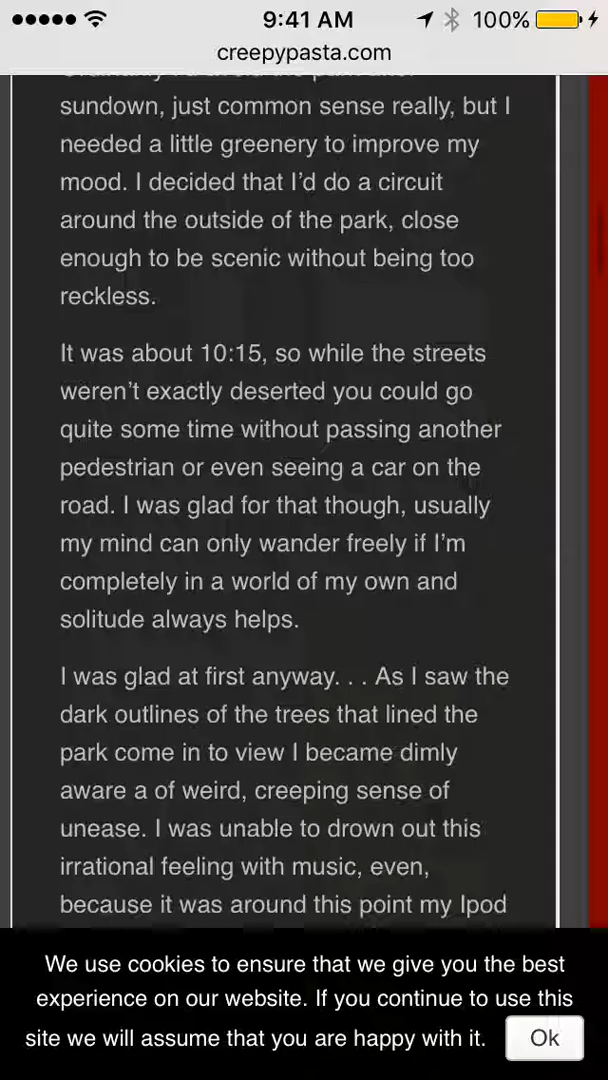 9:41 AM
100%
creepypasta.com
sundown, just common sense really, but I
needed a little greenery to improve my
mood. I decided that I’d do a circuit
around the outside of the park, close
enough to be scenic without being too
reckless.
It was about 10:15, so while the streets
weren’t exactly deserted you could go
quite some time without passing another
pedestrian or even seeing a car on the
road. I was glad for that though, usually
my mind can only wander freely if I’m
completely in a world of my own and
solitude always helps.
I was glad at first anyway. . . As I saw the
dark outlines of the trees that lined the
park come in to view I became dimly
aware a of weird, creeping sense of
unease. I was unable to drown out this
irrational feeling with music, even,
because it was around this point my Ipod
We use cookies to ensure that we give you the best
experience on our website. If you continue to use this
site we will assume that you are happy with it. Ok